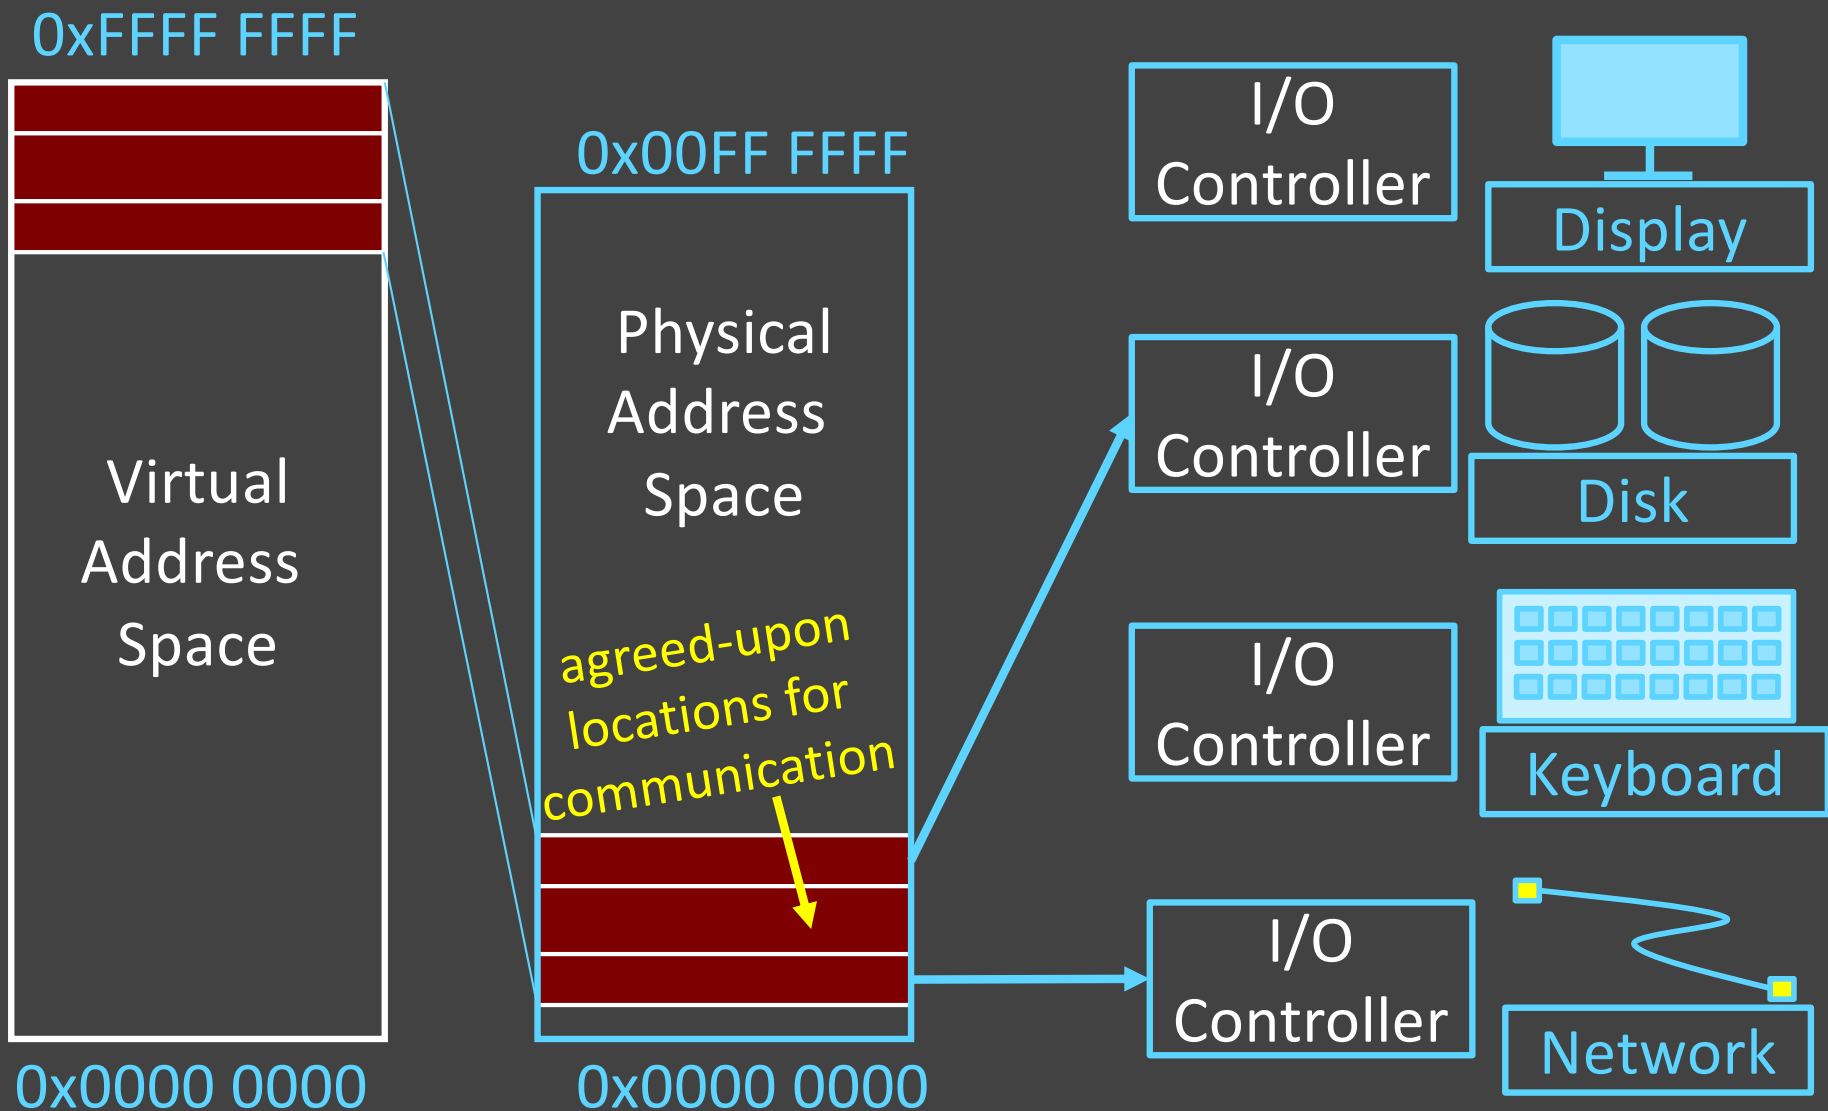 0xFFFF FFFF
Virtual
Address
Space
0x0000 0000
0x00FF FFFF
Physical
Address
Space
agreed-upon
locations for
communication
0x0000 0000
I/O
Controller
Display
I/O
Controller
Disk
I/O
Controller
Keyboard
I/O
Controller
Network